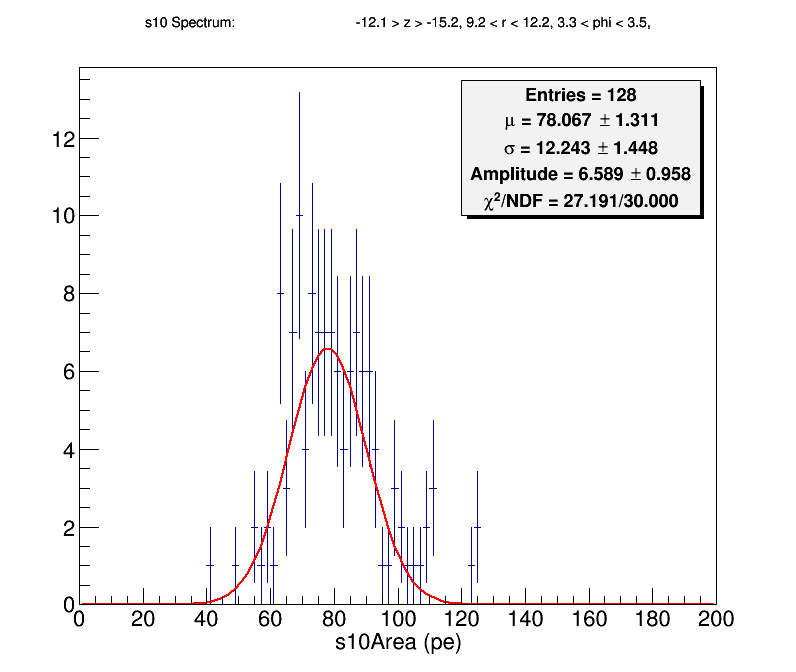 s10 Spectrum: -12.1 > z > -15.2, 9.2 < r < 12.2, 3.3 < phi < 3.5,
Entries = 128
μ = 78.067 ± 1.311
σ = 12.243 ± 1.448
Amplitude = 6.589 ± 0.958
χ²/NDF = 27.191/30.000
12
10
8
6
4
2
0
0 20 40 60 80 100 120 140 160 180 200
s10Area (pe)